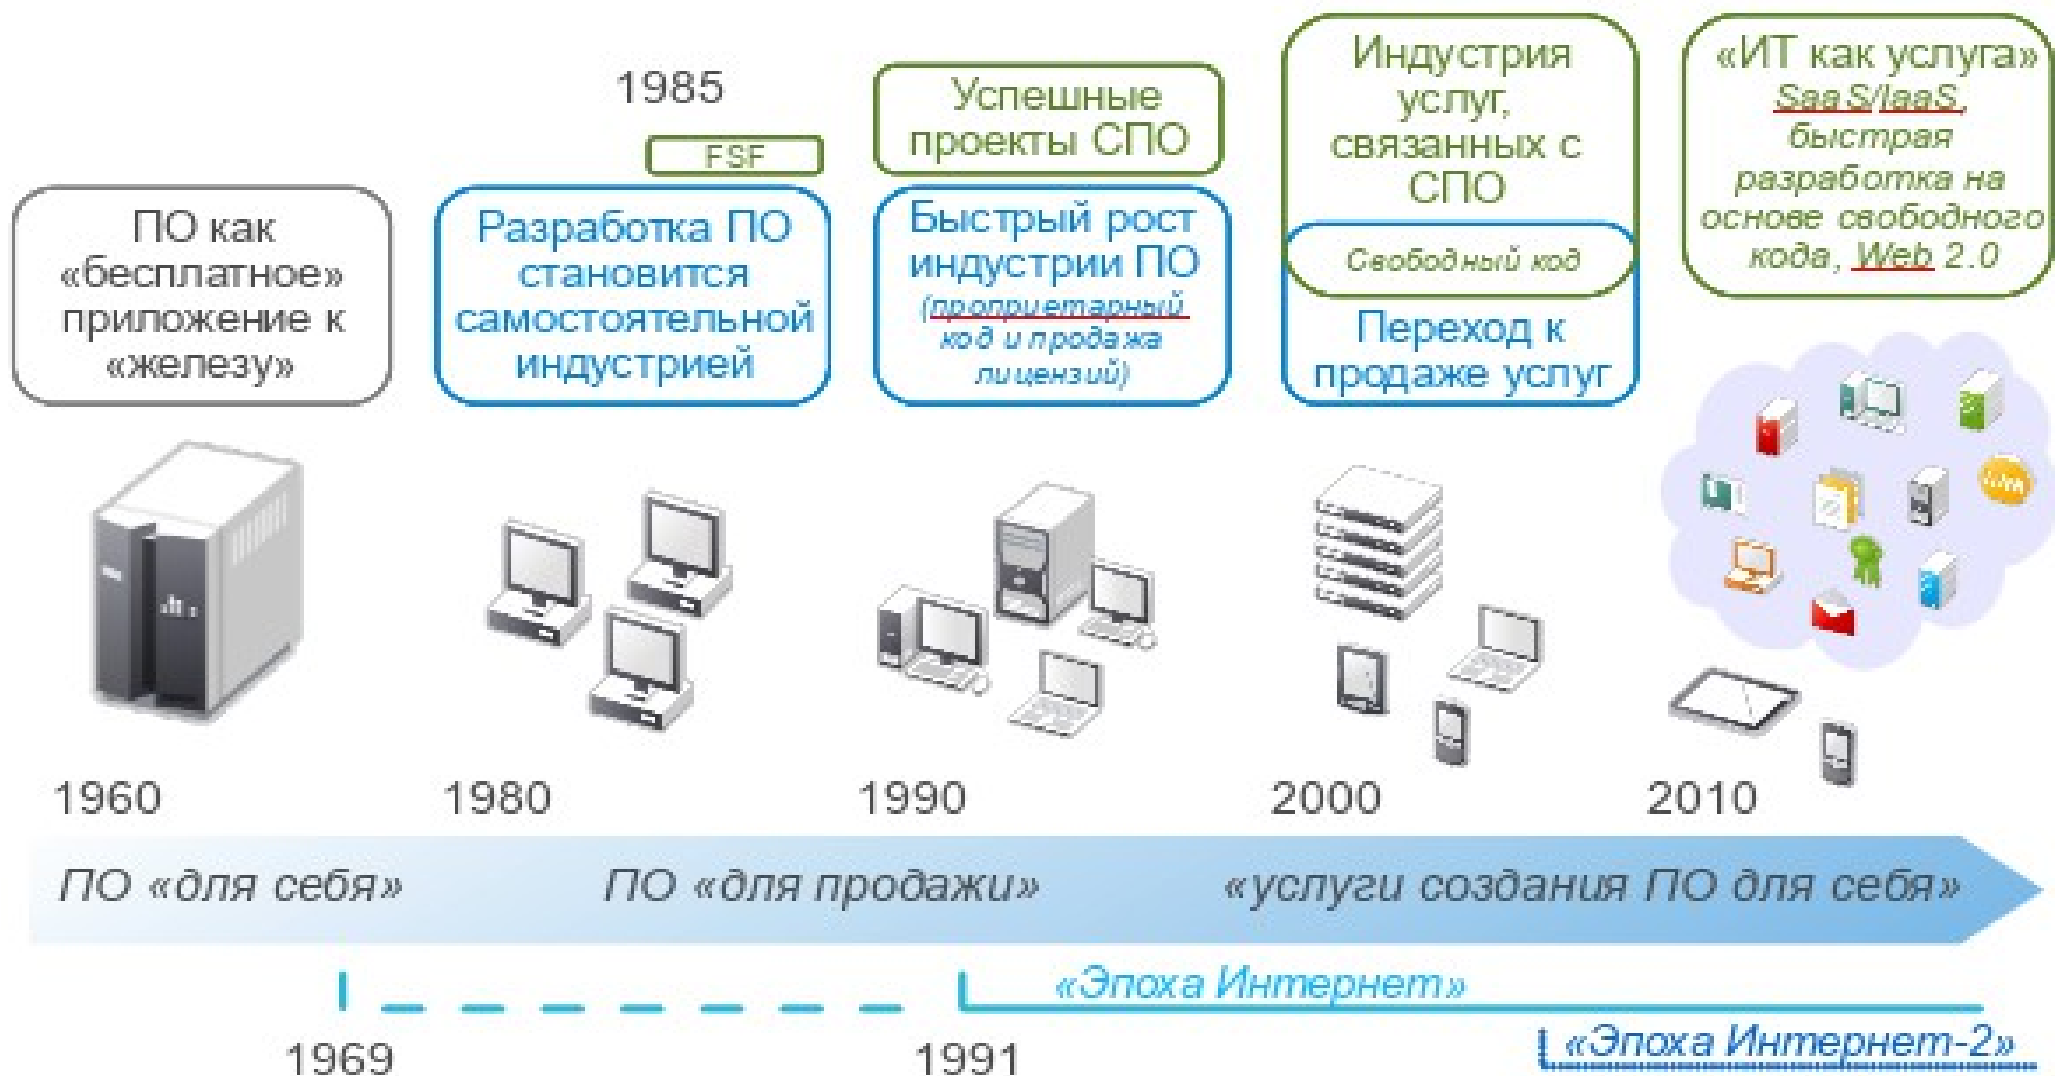 1985
FSF
ПО как
«бесплатное»
приложение к
«железу»
Разработка ПО
становится
самостоятельной
индустрией
Успешные
проекты СПО
Быстрый рост
индустрии ПО
(проприетарный
код и продажа
лицензий)
Индустрия
услуг,
связанных с
СПО
Свободный код
Переход к
продаже услуг
«ИТ как услуга»
SaaS/IaaS,
быстрая
разработка на
основе свободного
кода, Web 2.0
1960
1980
1990
2000
2010
ПО «для себя»
ПО «для продажи»
«услуги создания ПО для себя»
«Эпоха Интернет»
«Эпоха Интернет-2»
1969
1991